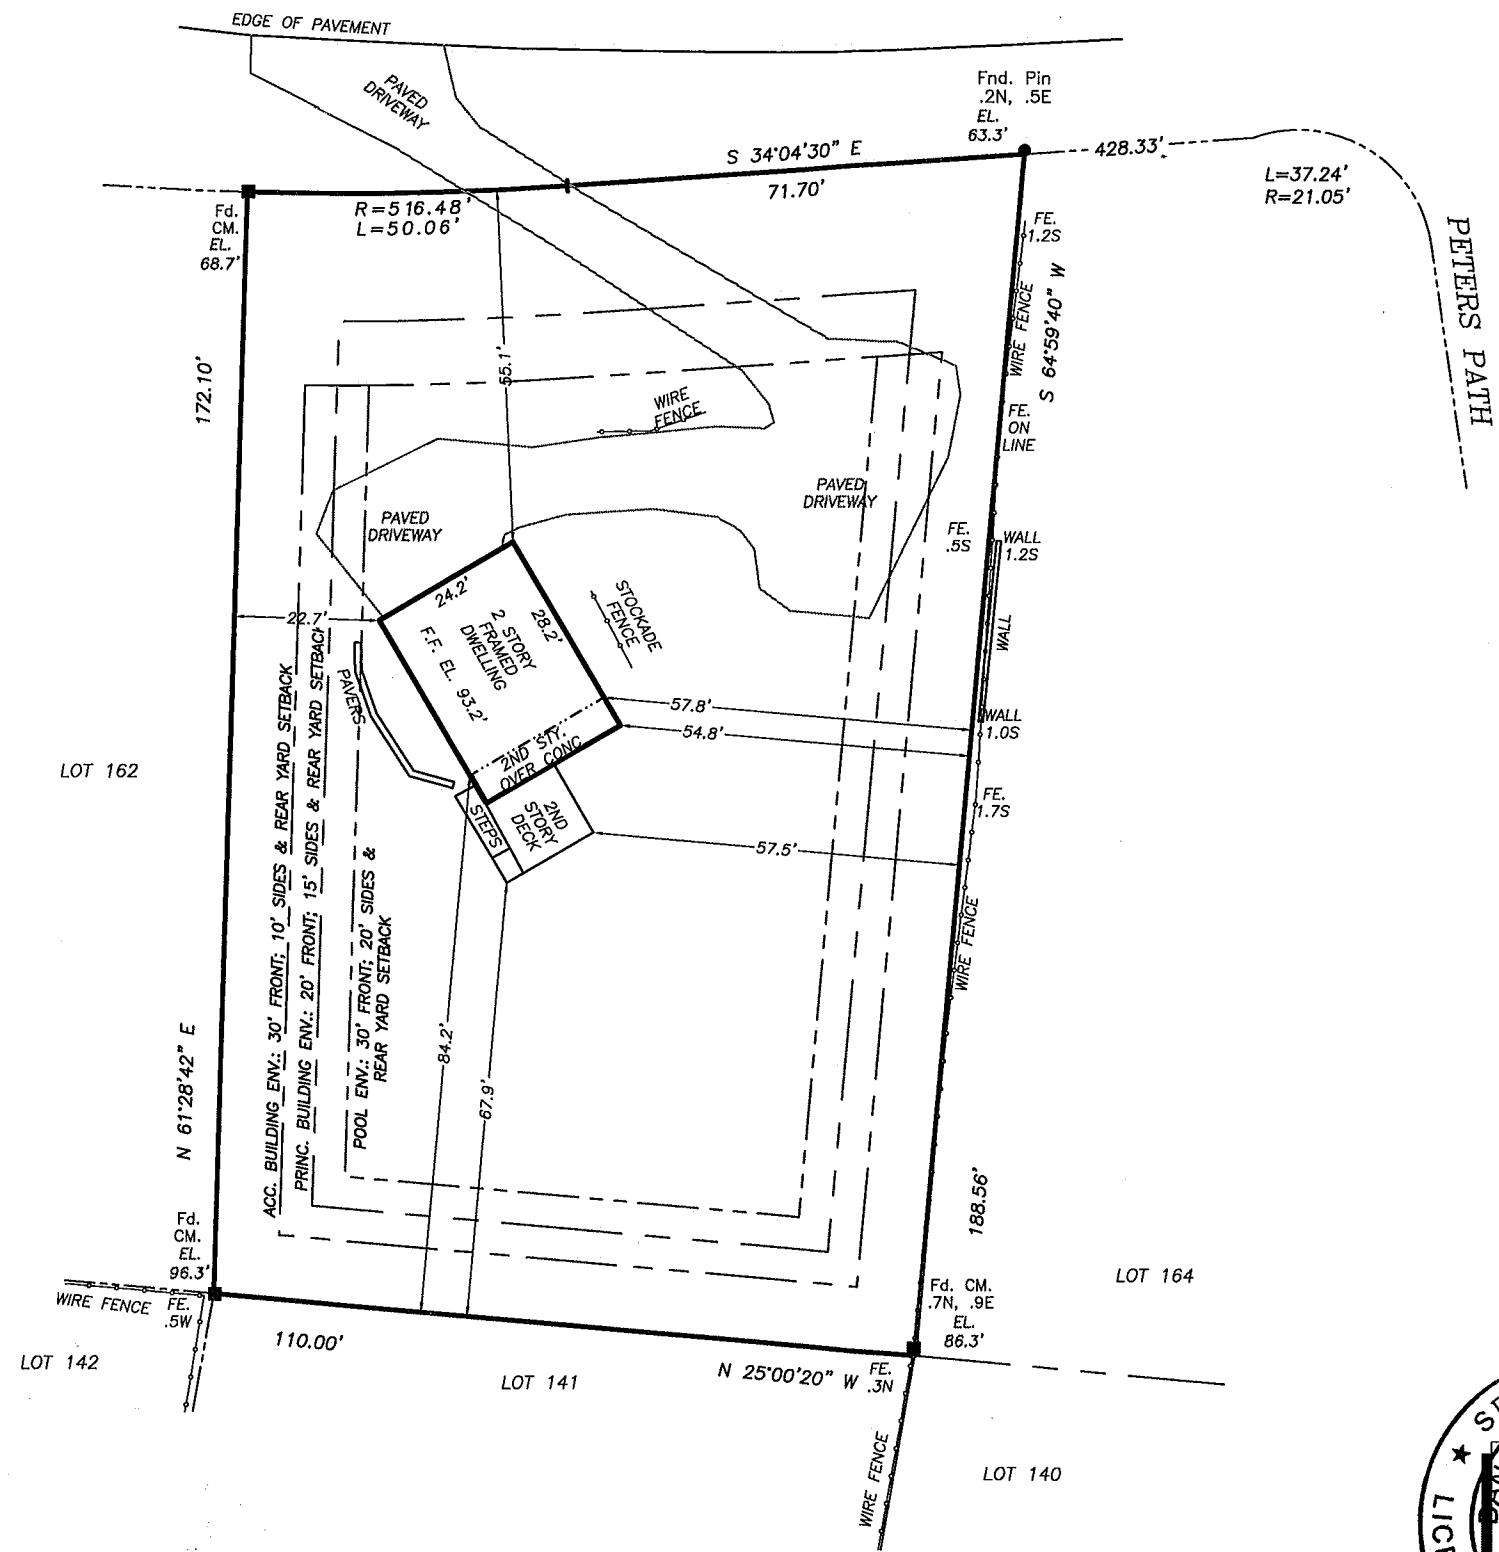 EDGE OF PAVEMENT
PAVED
DRIVEWAY
Fnd. Pin
.2N, .5E
EL.
63.3'
S 34°04'30" E
71.70'
428.33'
L=37.24'
R=21.05'
PETERS PATH
Fd.
CM.
EL.
68.7'
R=516.48'
L=50.06'
FE.
1.2S
WIRE FENCE
S 64°59'40" W
172.10'
55.1'
WIRE
FENCE
FE.
ON
LINE
PAVED
DRIVEWAY
PAVED
DRIVEWAY
FE.
.5S
WALL
1.2S
WALL
24.2'
28.2'
2 STORY
FRAMED
DWELLING
F.F. EL. 93.2'
STOCKADE
FENCE
22.7'
PAVERS
57.8'
54.8'
WALL
1.0S
2ND STY.
OVER CONC
2ND
STORY
DECK
STEPS
FE.
1.7S
57.5'
LOT 162
ACC. BUILDING ENV.: 30' FRONT; 10' SIDES & REAR YARD SETBACK
PRINC. BUILDING ENV.: 20' FRONT; 15' SIDES & REAR YARD SETBACK
POOL ENV.: 30' FRONT; 20' SIDES &
REAR YARD SETBACK
WIRE FENCE
84.2'
67.9'
N 61°28'42" E
188.56'
Fd.
CM.
EL.
96.3'
WIRE FENCE
FE.
.5W
LOT 164
Fd. CM.
.7N, .9E
EL.
86.3'
110.00'
LOT 142
LOT 141
N 25°00'20" W
FE.
.3N
WIRE FENCE
LOT 140
LICE